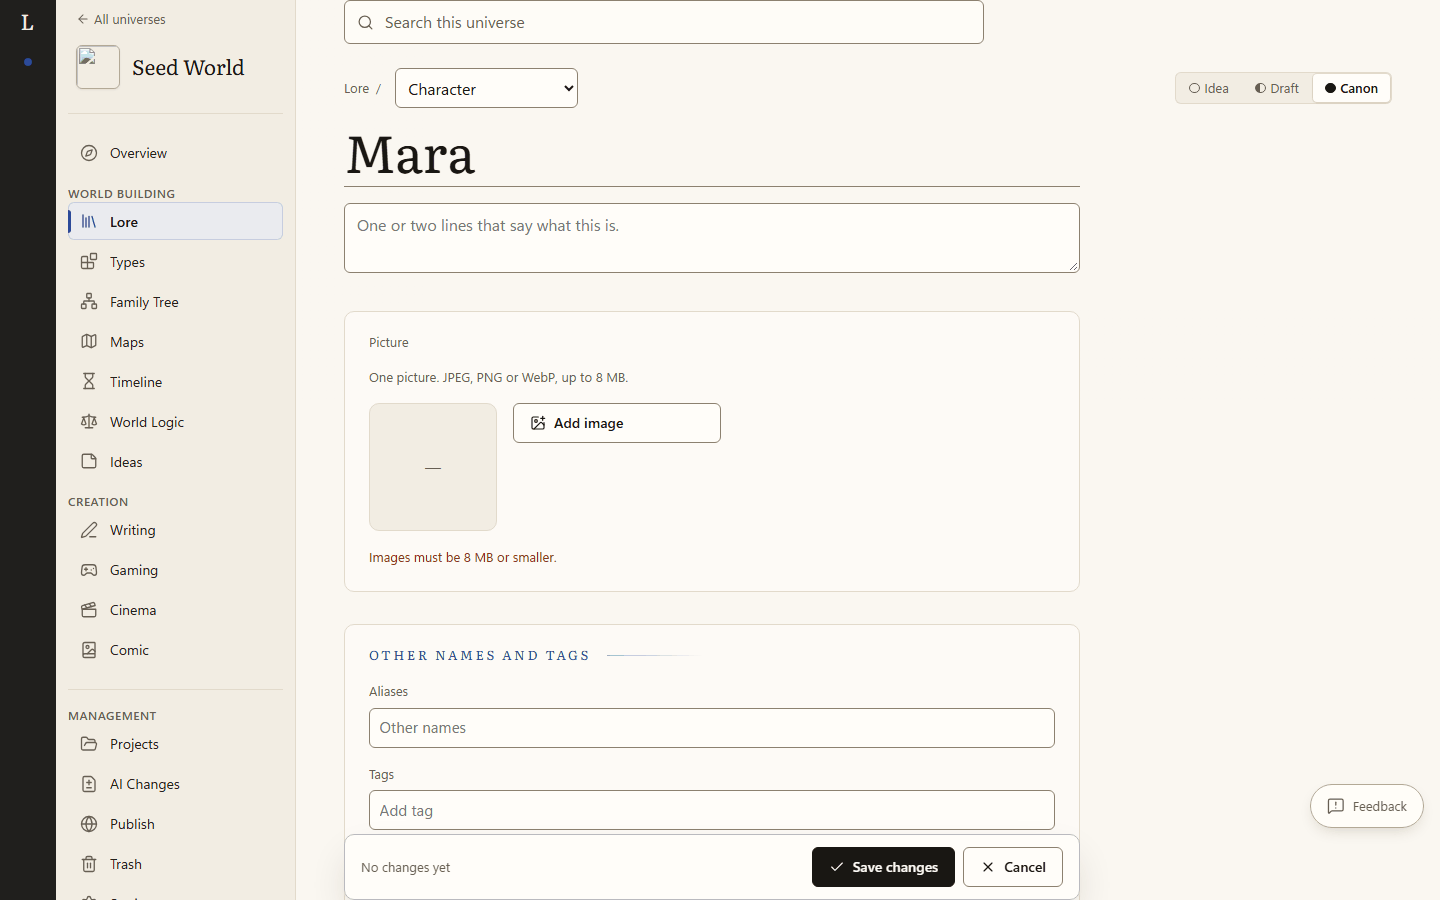 L
All universes
Seed World
Overview
WORLD BUILDING
Lore
Types
Family Tree
Maps
Timeline
World Logic
Ideas
CREATION
Writing
Gaming
Cinema
Comic
MANAGEMENT
Projects
AI Changes
Publish
Trash
Search this universe
Lore /
Character
Idea
Draft
Canon
Mara
One or two lines that say what this is.
Picture
One picture. JPEG, PNG or WebP, up to 8 MB.
—
Add image
Images must be 8 MB or smaller.
OTHER NAMES AND TAGS
Aliases
Other names
Tags
Add tag
No changes yet
Save changes
Cancel
Feedback